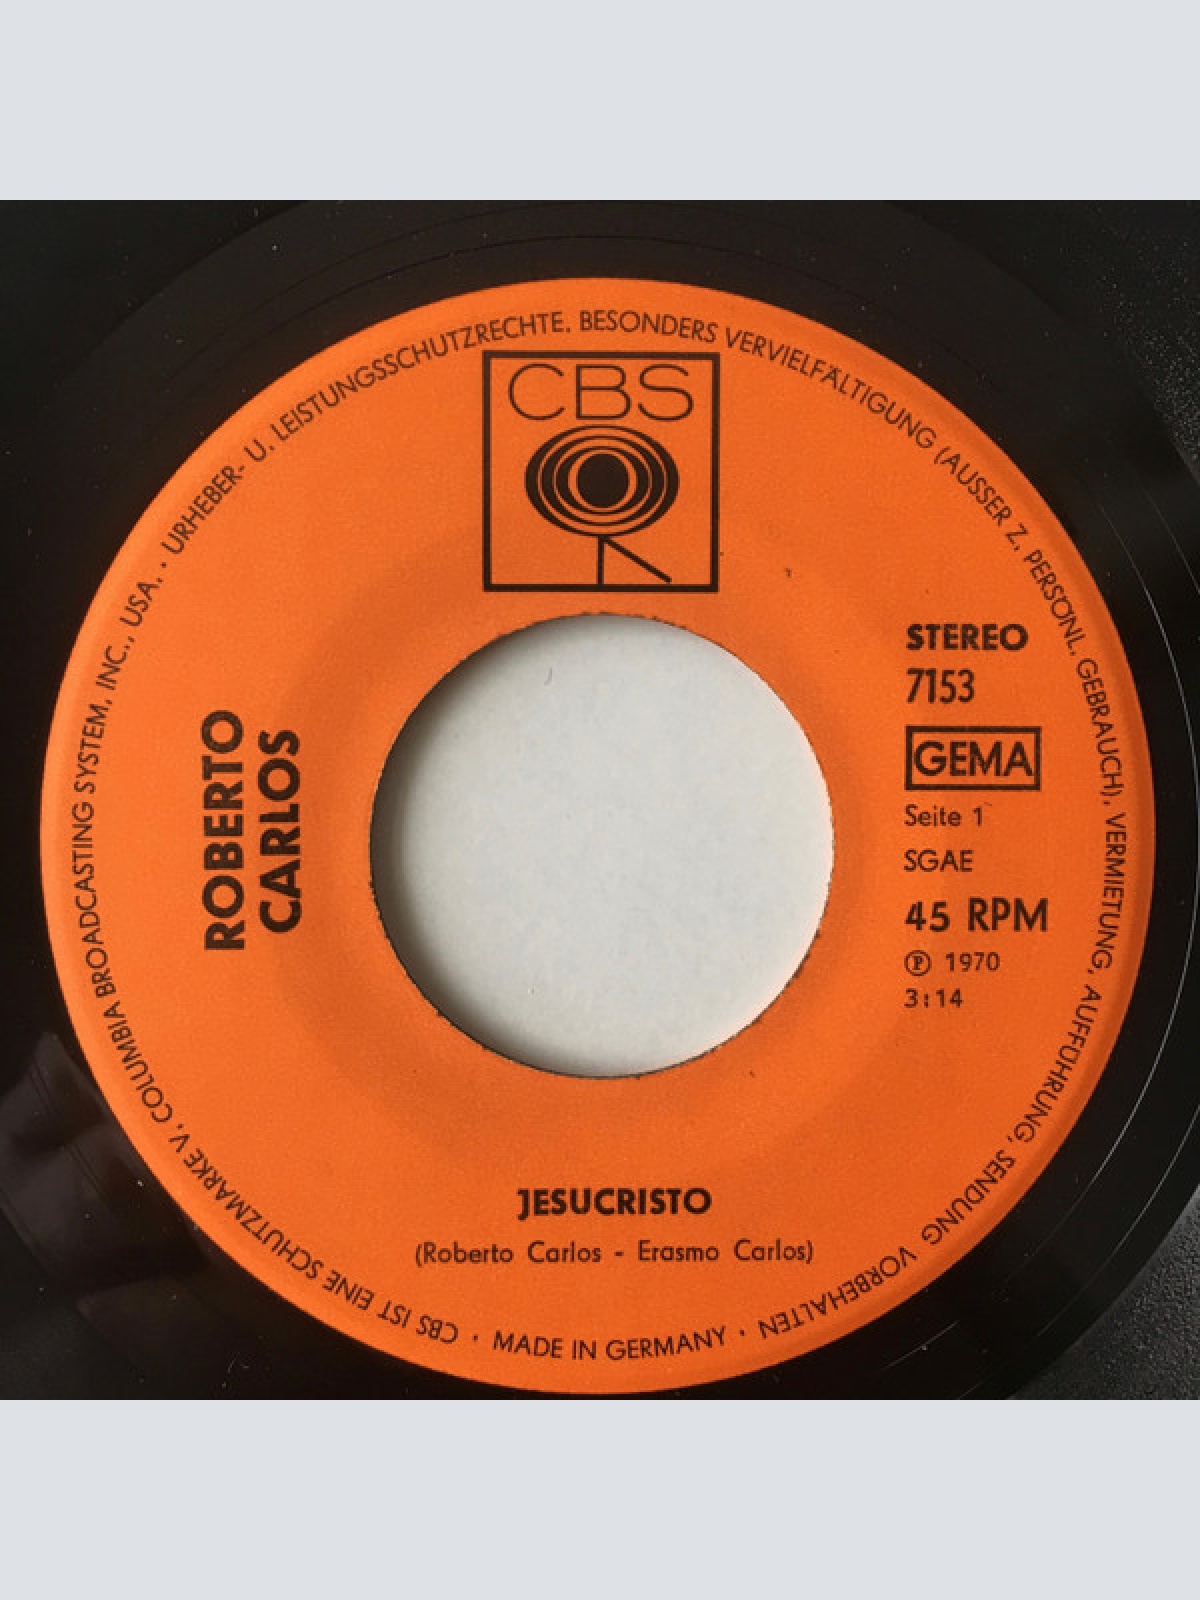 CBS
STEREO
7153
GEMA
Seite 1
SGAE
45 RPM
℗ 1970
3:14
ROBERTO
CARLOS
JESUCRISTO
(Roberto Carlos - Erasmo Carlos)
CBS IST EINE SCHUTZMARKE V. COLUMBIA BROADCASTING SYSTEM, INC., USA. · URHEBER- U. LEISTUNGSSCHUTZRECHTE. BESONDERS VERVIELFÄLTIGUNG (AUSSER Z. PERSÖNL. GEBRAUCH), VERMIETUNG, AUFFÜHRUNG, SENDUNG VORBEHALTEN · MADE IN GERMANY ·